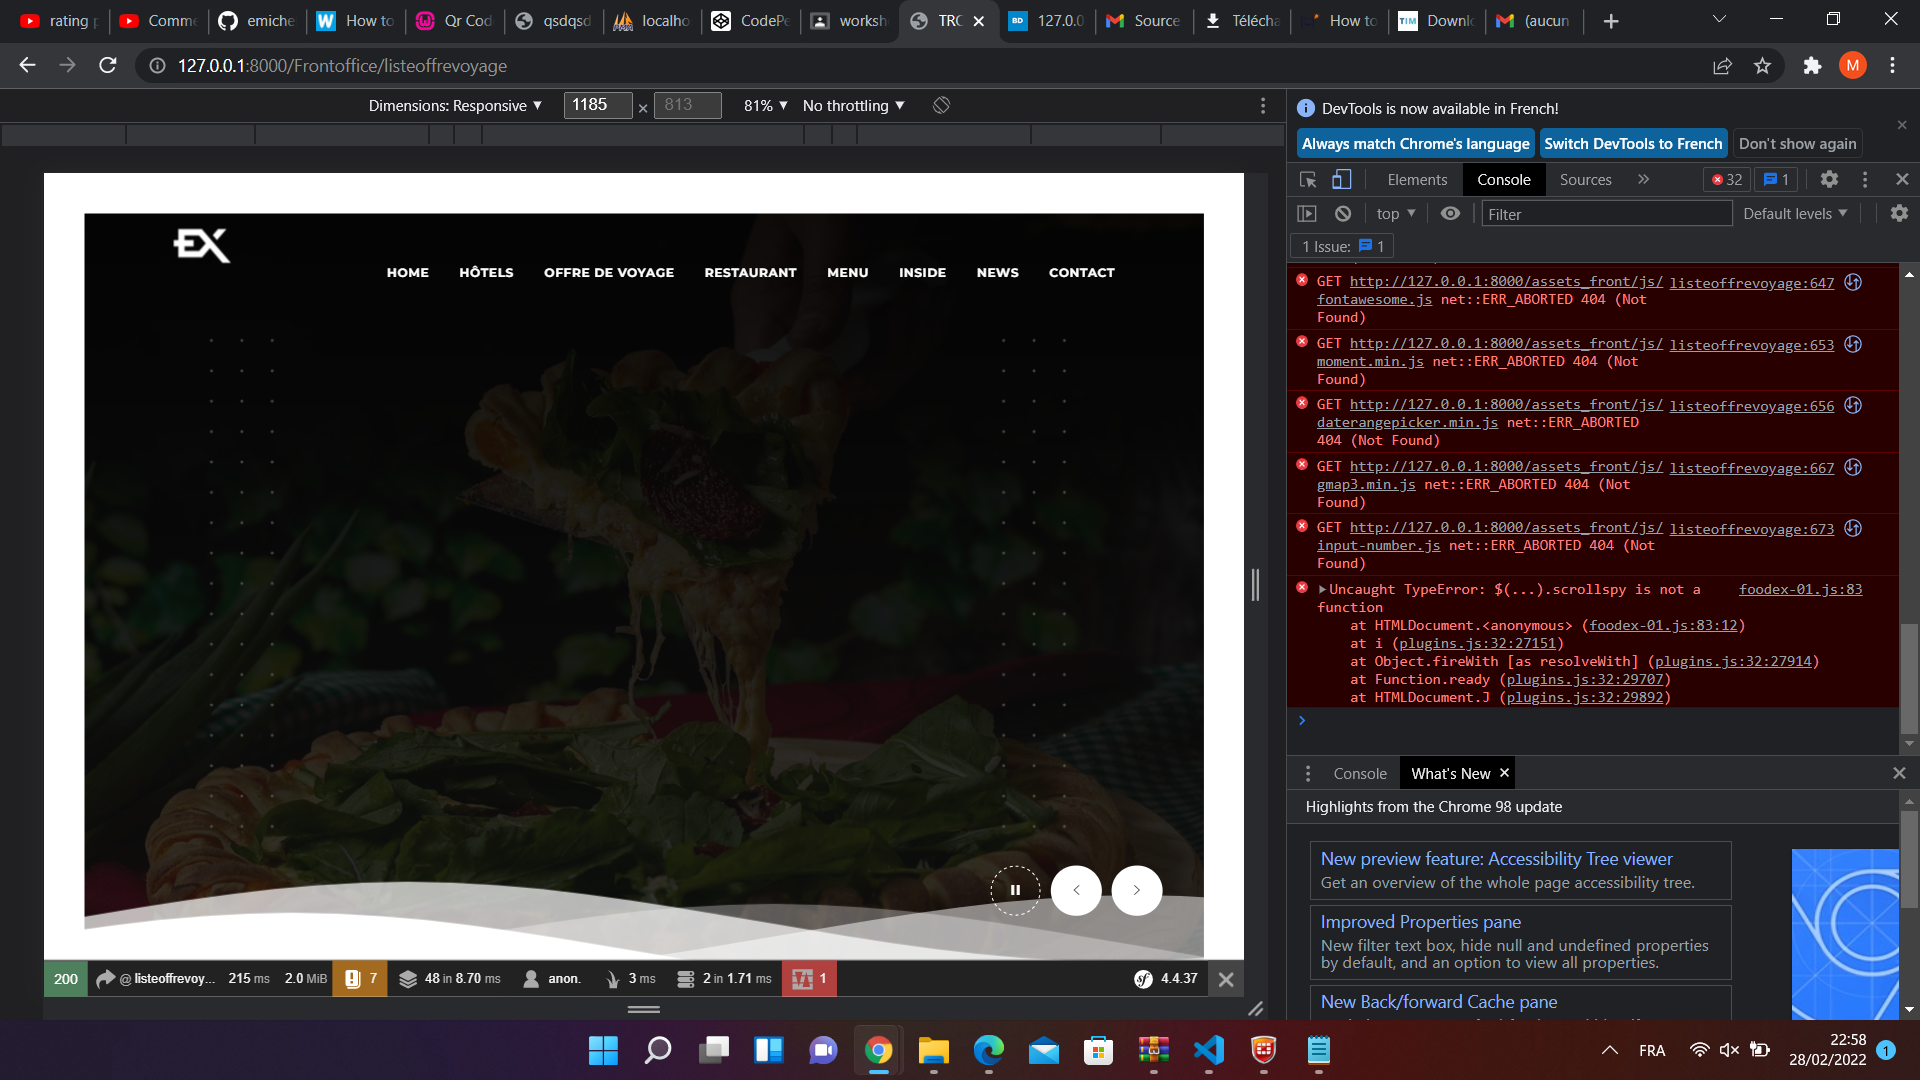 rating p
Comme
emiche
How to
Qr Cod
qsdqsd
localho
CodePe
worksh
TRO
127.0.0
Source
Télécha
How to
Downlo
(aucun
127.0.0.1:8000/Frontoffice/listeoffrevoyage
M
Dimensions: Responsive ▼ 1185 × 813 81% ▼ No throttling ▼
DevTools is now available in French!
Always match Chrome's language Switch DevTools to French Don't show again
Elements Console Sources » 32 1
top ▼ Filter Default levels ▼
1 Issue: 1
GET http://127.0.0.1:8000/assets_front/js/ listeoffrevoyage:647
fontawesome.js net::ERR_ABORTED 404 (Not
Found)
GET http://127.0.0.1:8000/assets_front/js/ listeoffrevoyage:653
moment.min.js net::ERR_ABORTED 404 (Not
Found)
GET http://127.0.0.1:8000/assets_front/js/ listeoffrevoyage:656
daterangepicker.min.js net::ERR_ABORTED
404 (Not Found)
GET http://127.0.0.1:8000/assets_front/js/ listeoffrevoyage:667
gmap3.min.js net::ERR_ABORTED 404 (Not
Found)
GET http://127.0.0.1:8000/assets_front/js/ listeoffrevoyage:673
input-number.js net::ERR_ABORTED 404 (Not
Found)
Uncaught TypeError: $(...).scrollspy is not a foodex-01.js:83
function
at HTMLDocument.<anonymous> (foodex-01.js:83:12)
at i (plugins.js:32:27151)
at Object.fireWith [as resolveWith] (plugins.js:32:27914)
at Function.ready (plugins.js:32:29707)
at HTMLDocument.J (plugins.js:32:29892)
Console What's New
Highlights from the Chrome 98 update
New preview feature: Accessibility Tree viewer
Get an overview of the whole page accessibility tree.
Improved Properties pane
New filter text box, hide null and undefined properties
by default, and an option to view all properties.
New Back/forward Cache pane
EX
HOME HÔTELS OFFRE DE VOYAGE RESTAURANT MENU INSIDE NEWS CONTACT
200 @ listeoffrevoy... 215 ms 2.0 MiB 7 48 in 8.70 ms anon. 3 ms 2 in 1.71 ms 1 sf 4.4.37
FRA
22:58
28/02/2022
1